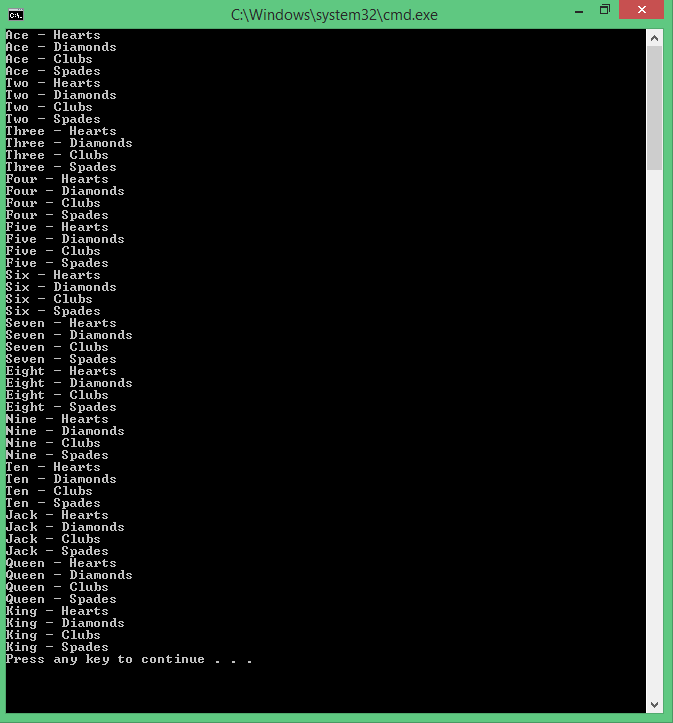 C:\Windows\system32\cmd.exe
Ace - Hearts
Ace - Diamonds
Ace - Clubs
Ace - Spades
Two - Hearts
Two - Diamonds
Two - Clubs
Two - Spades
Three - Hearts
Three - Diamonds
Three - Clubs
Three - Spades
Four - Hearts
Four - Diamonds
Four - Clubs
Four - Spades
Five - Hearts
Five - Diamonds
Five - Clubs
Five - Spades
Six - Hearts
Six - Diamonds
Six - Clubs
Six - Spades
Seven - Hearts
Seven - Diamonds
Seven - Clubs
Seven - Spades
Eight - Hearts
Eight - Diamonds
Eight - Clubs
Eight - Spades
Nine - Hearts
Nine - Diamonds
Nine - Clubs
Nine - Spades
Ten - Hearts
Ten - Diamonds
Ten - Clubs
Ten - Spades
Jack - Hearts
Jack - Diamonds
Jack - Clubs
Jack - Spades
Queen - Hearts
Queen - Diamonds
Queen - Clubs
Queen - Spades
King - Hearts
King - Diamonds
King - Clubs
King - Spades
Press any key to continue . . .